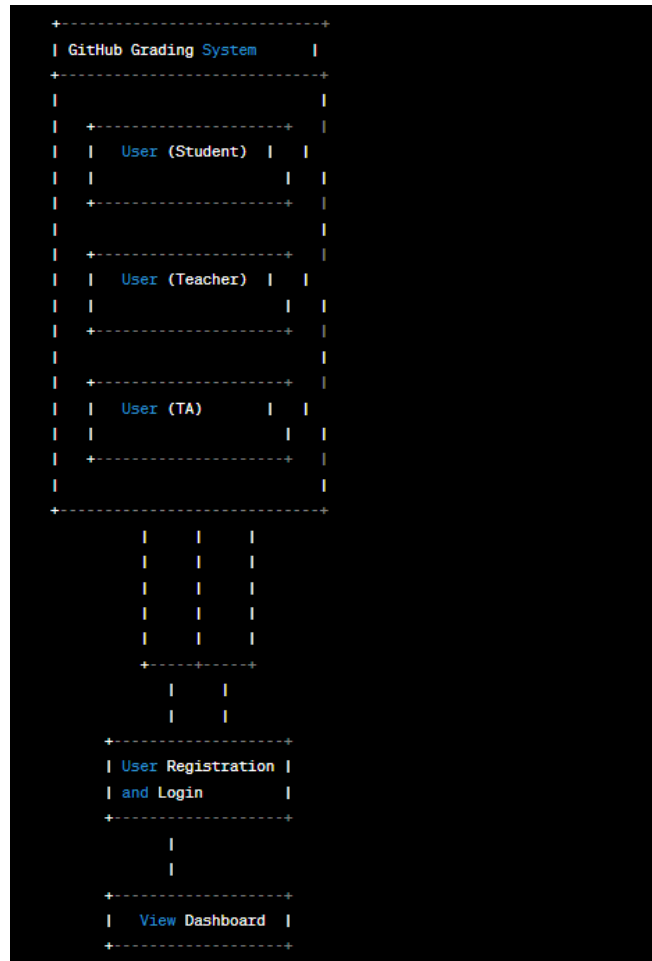 GitHub Grading System
User (Student)
User (Teacher)
User (TA)
User Registration
and Login
View Dashboard